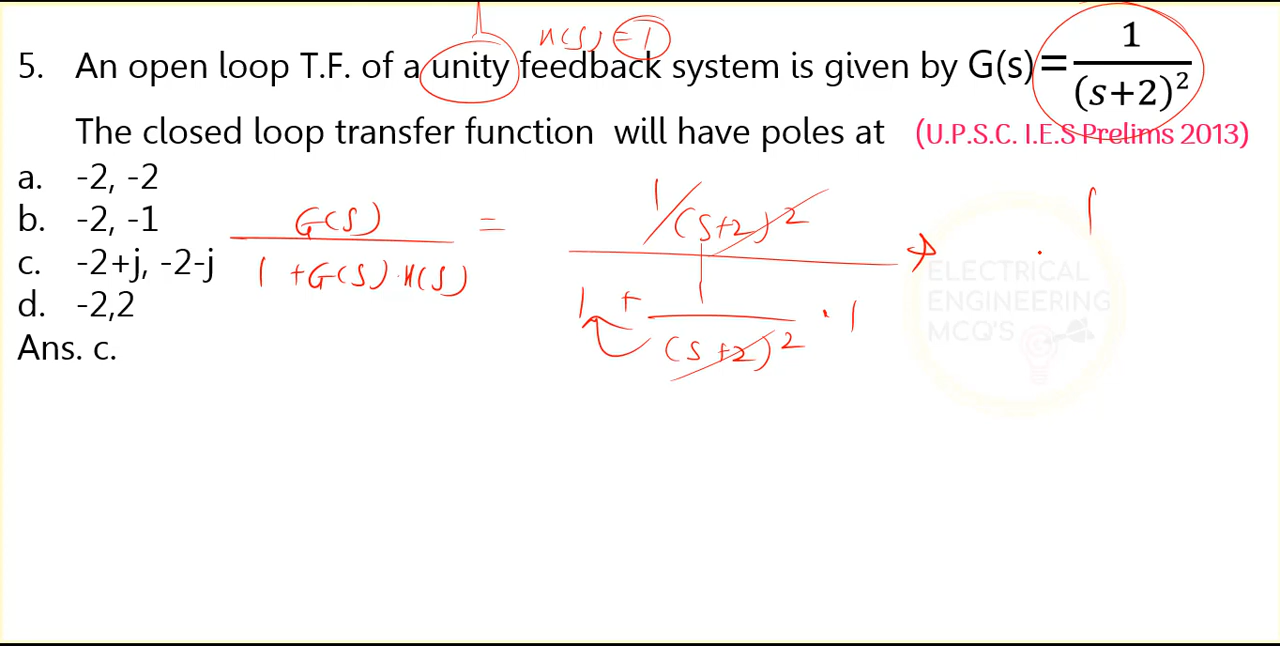 H(S) = 1
5. An open loop T.F. of a unity feedback system is given by G(s)=1/(s+2)²
The closed loop transfer function will have poles at (U.P.S.C. I.E.S Prelims 2013)
a. -2, -2
b. -2, -1
c. -2+j, -2-j
d. -2,2
Ans. c.
G(S)
1 + G(S) . H(S)
=
1/(S+2)²
1 + 1/(S+2)² . 1
→ 1
ELECTRICAL
ENGINEERING
MCQ'S